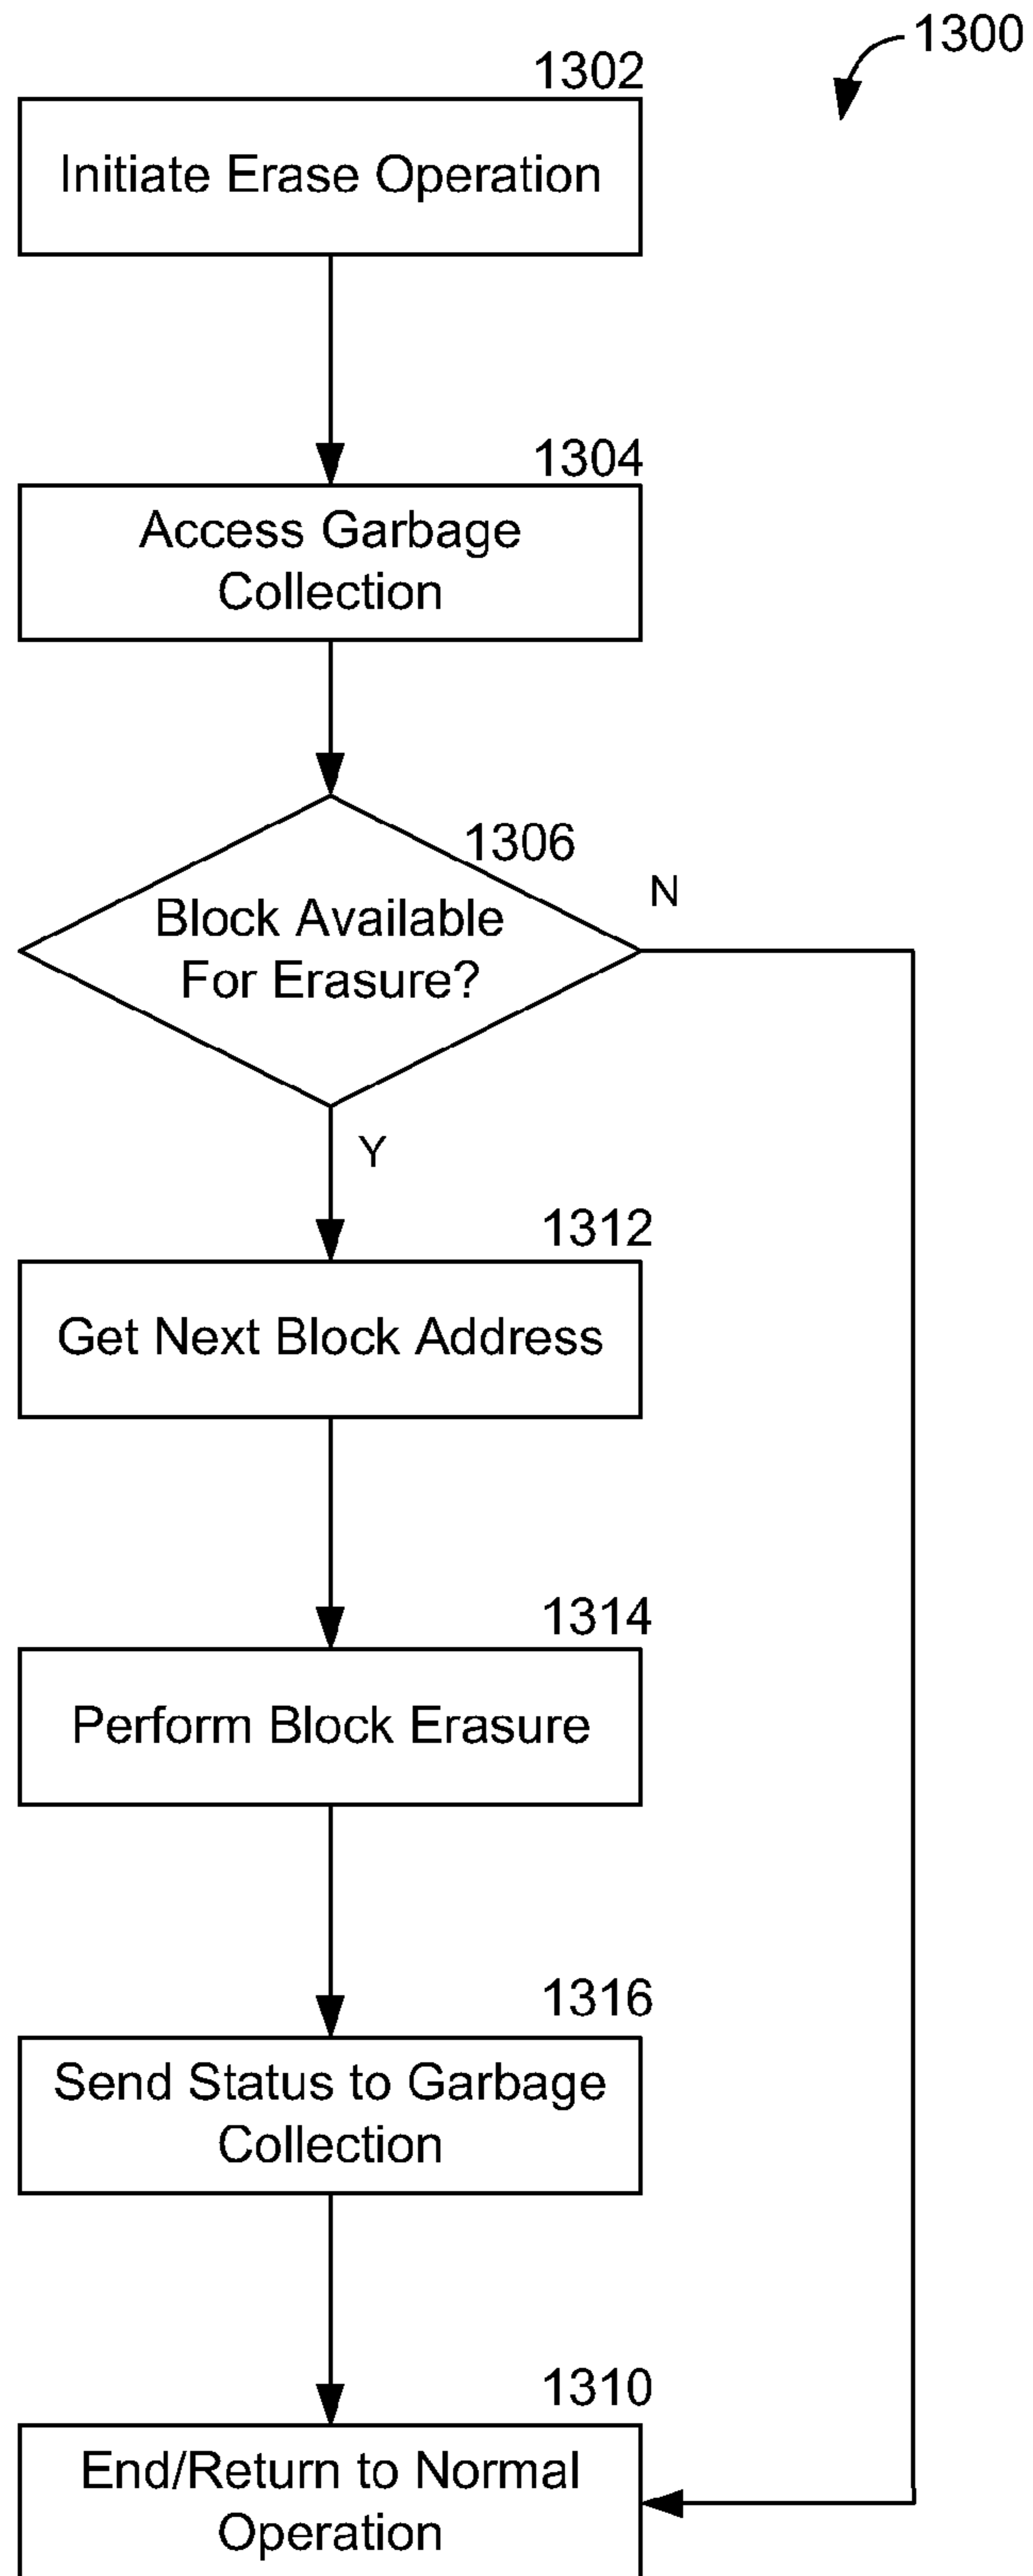 1300
1302
Initiate Erase Operation
1304
Access Garbage
Collection
1306
Block Available
For Erasure?
N
Y
1312
Get Next Block Address
1314
Perform Block Erasure
1316
Send Status to Garbage
Collection
1310
End/Return to Normal
Operation